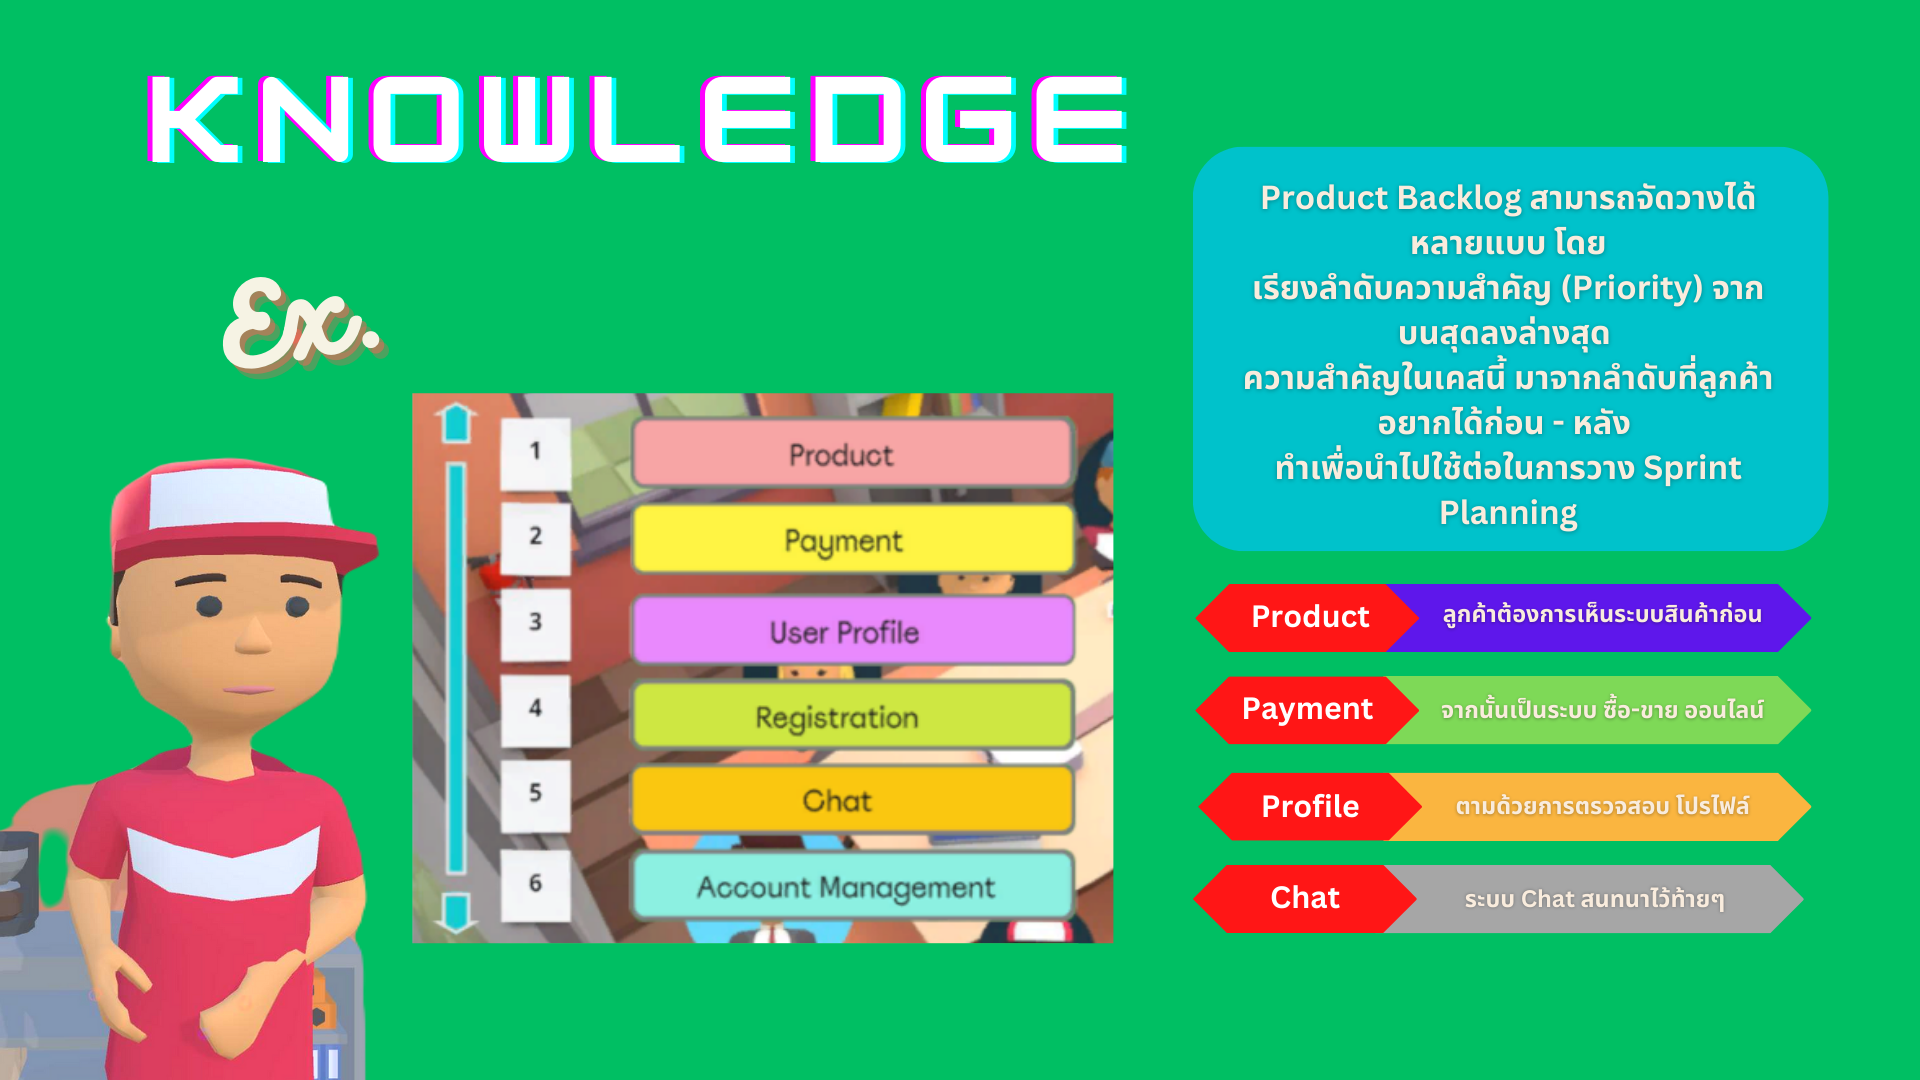 KNOWLEDGE
Ex.
1 Product
2 Payment
3 User Profile
4 Registration
5 Chat
6 Account Management
Product Backlog สามารถจัดวางได้
หลายแบบ โดย
เรียงลำดับความสำคัญ (Priority) จาก
บนสุดลงล่างสุด
ความสำคัญในเคสนี้ มาจากลำดับที่ลูกค้า
อยากได้ก่อน - หลัง
ทำเพื่อนำไปใช้ต่อในการวาง Sprint
Planning
Product ลูกค้าต้องการเห็นระบบสินค้าก่อน
Payment จากนั้นเป็นระบบ ซื้อ-ขาย ออนไลน์
Profile ตามด้วยการตรวจสอบ โปรไฟล์
Chat ระบบ Chat สนทนาไว้ท้ายๆ